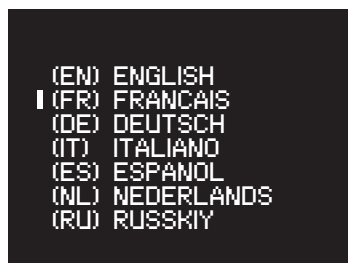 (EN) ENGLISH
(FR) FRANCAIS
(DE) DEUTSCH
(IT) ITALIANO
(ES) ESPANOL
(NL) NEDERLANDS
(RU) RUSSKIY